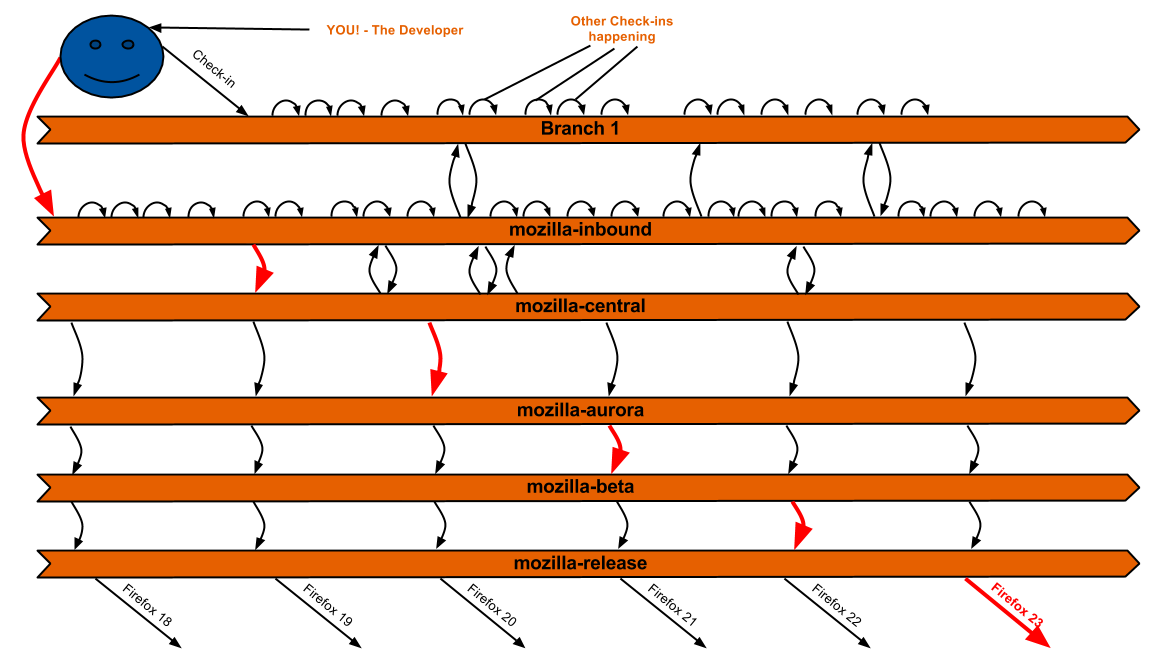 YOU! - The Developer
Other Check-ins
happening
Check-in
Branch 1
mozilla-inbound
mozilla-central
mozilla-aurora
mozilla-beta
mozilla-release
Firefox 18
Firefox 19
Firefox 20
Firefox 21
Firefox 22
Firefox 23